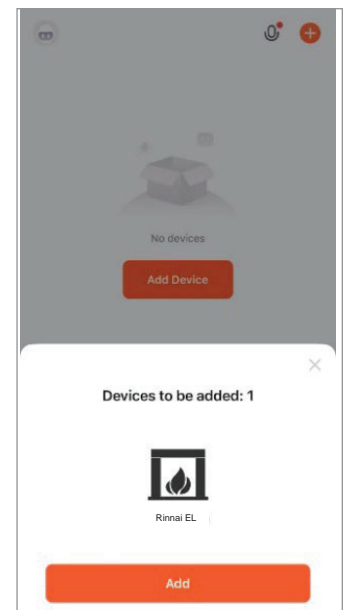 No devices
Add Device
Devices to be added: 1
Rinnai EL
Add